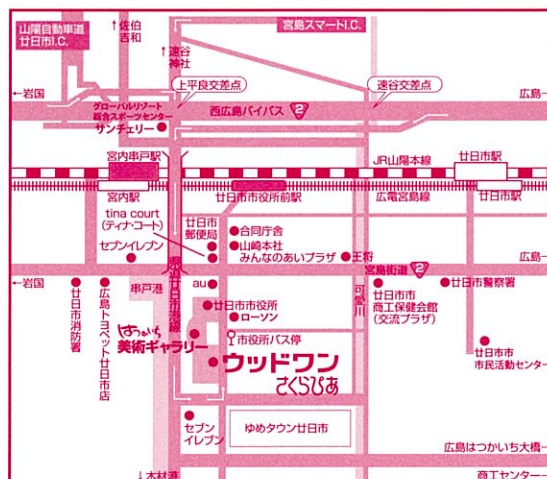 山陽自動車道
廿日市I.C.
↑佐伯
吉和
↑速谷
神社
宮島スマートI.C.
上平良交差点
速谷交差点
←岩国
広島→
グローバルリゾート
総合スポーツセンター
サンチェリー
西広島バイパス 2
宮内串戸駅
JR山陽本線
廿日市駅
宮内駅
廿日市市役所前駅
広電宮島線
廿日市駅
tina court
(ティナ・コート)
セブンイレブン
廿日市
郵便局
合同庁舎
山崎本社
みんなのあいプラザ
王将
←岩国
宮島街道 2
広島→
廿日市消防署
広島トヨペット廿日市店
串戸港
県道廿日市港線
au
廿日市市役所
ローソン
可愛川
廿日市市
商工保健会館
(交流プラザ)
廿日市警察署
はつかいち
美術ギャラリー
市役所バス停
ウッドワン
さくらぴあ
廿日市市
市民活動センター
セブン
イレブン
ゆめタウン廿日市
広島はつかいち大橋→
↓木材港
商工センター→